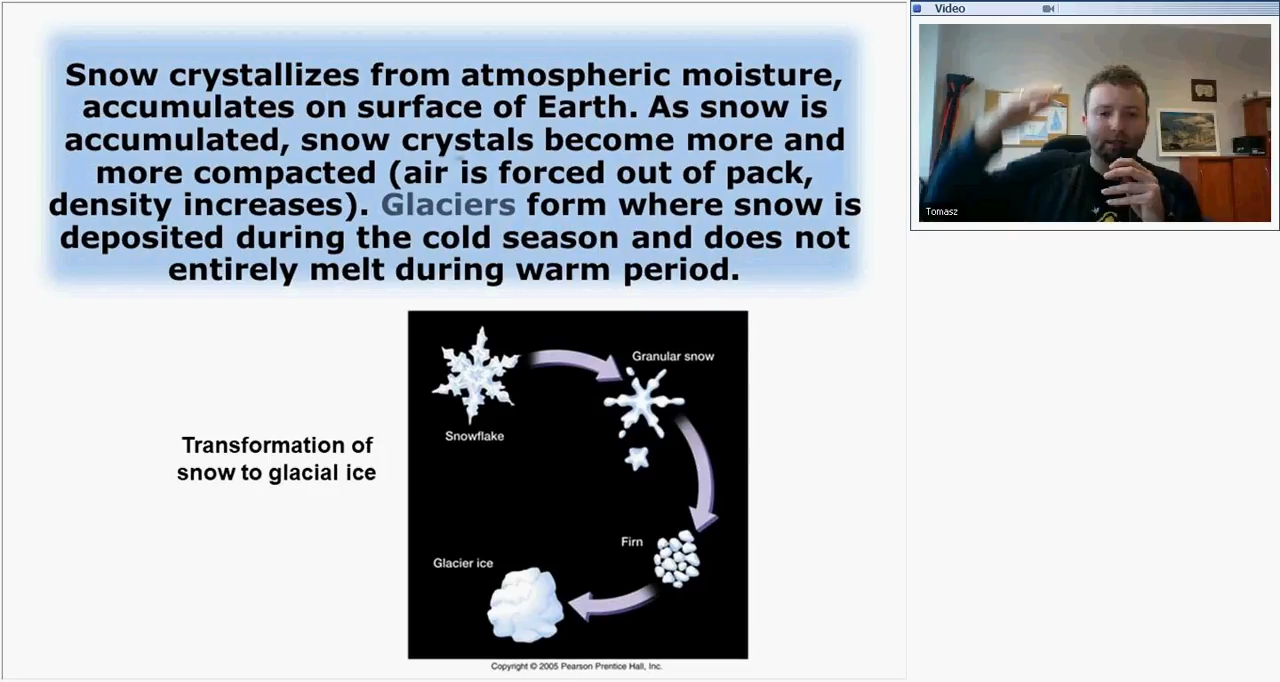 Snow crystallizes from atmospheric moisture,
accumulates on surface of Earth. As snow is
accumulated, snow crystals become more and
more compacted (air is forced out of pack,
density increases). Glaciers form where snow is
deposited during the cold season and does not
entirely melt during warm period.
Transformation of
snow to glacial ice
Snowflake
Granular snow
Firn
Glacier ice
Copyright © 2005 Pearson Prentice Hall, Inc.
Video
Tomasz